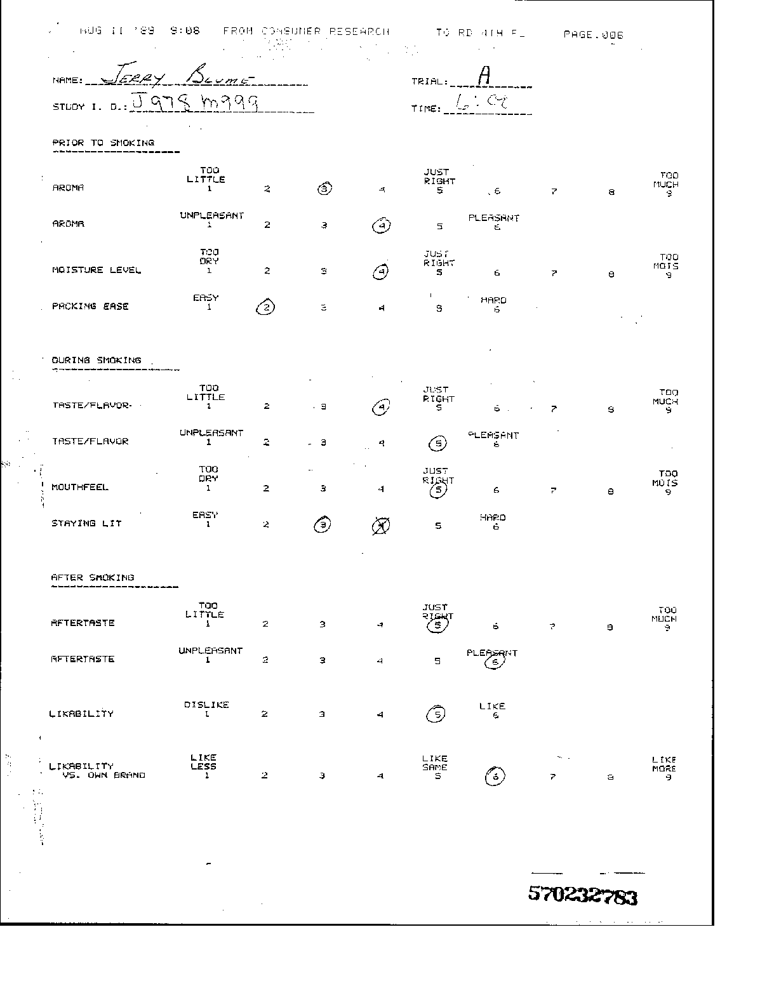 AUG 11 '89 9:08 FROM CONSUMER RESEARCH TO RD 4TH FL PAGE.006
NAME: JERRY BLUME TRIAL: A
STUDY I. D.: J978 m999 TIME:
PRIOR TO SMOKING
TOO LITTLE JUST RIGHT TOO MUCH
AROMA 1 2 3 4 5 6 7 8 9
UNPLEASANT PLEASANT
AROMA 1 2 3 4 5 6
TOO DRY JUST RIGHT TOO MOIS
MOISTURE LEVEL 1 2 3 4 5 6 7 8 9
EASY HARD
PACKING EASE 1 2 3 4 5 6
DURING SMOKING
TOO LITTLE JUST RIGHT TOO MUCH
TASTE/FLAVOR 1 2 3 4 5 6 7 8 9
UNPLEASANT PLEASANT
TASTE/FLAVOR 1 2 3 4 5 6
TOO DRY JUST RIGHT TOO MOIS
MOUTHFEEL 1 2 3 4 5 6 7 8 9
EASY HARD
STAYING LIT 1 2 3 4 5 6
AFTER SMOKING
TOO LITTLE JUST RIGHT TOO MUCH
AFTERTASTE 1 2 3 4 5 6 7 8 9
UNPLEASANT PLEASANT
AFTERTASTE 1 2 3 4 5 6
DISLIKE LIKE
LIKABILITY 1 2 3 4 5 6
LIKE LESS LIKE SAME LIKE MORE
LIKABILITY
VS. OWN BRAND 1 2 3 4 5 6 7 8 9
570232783